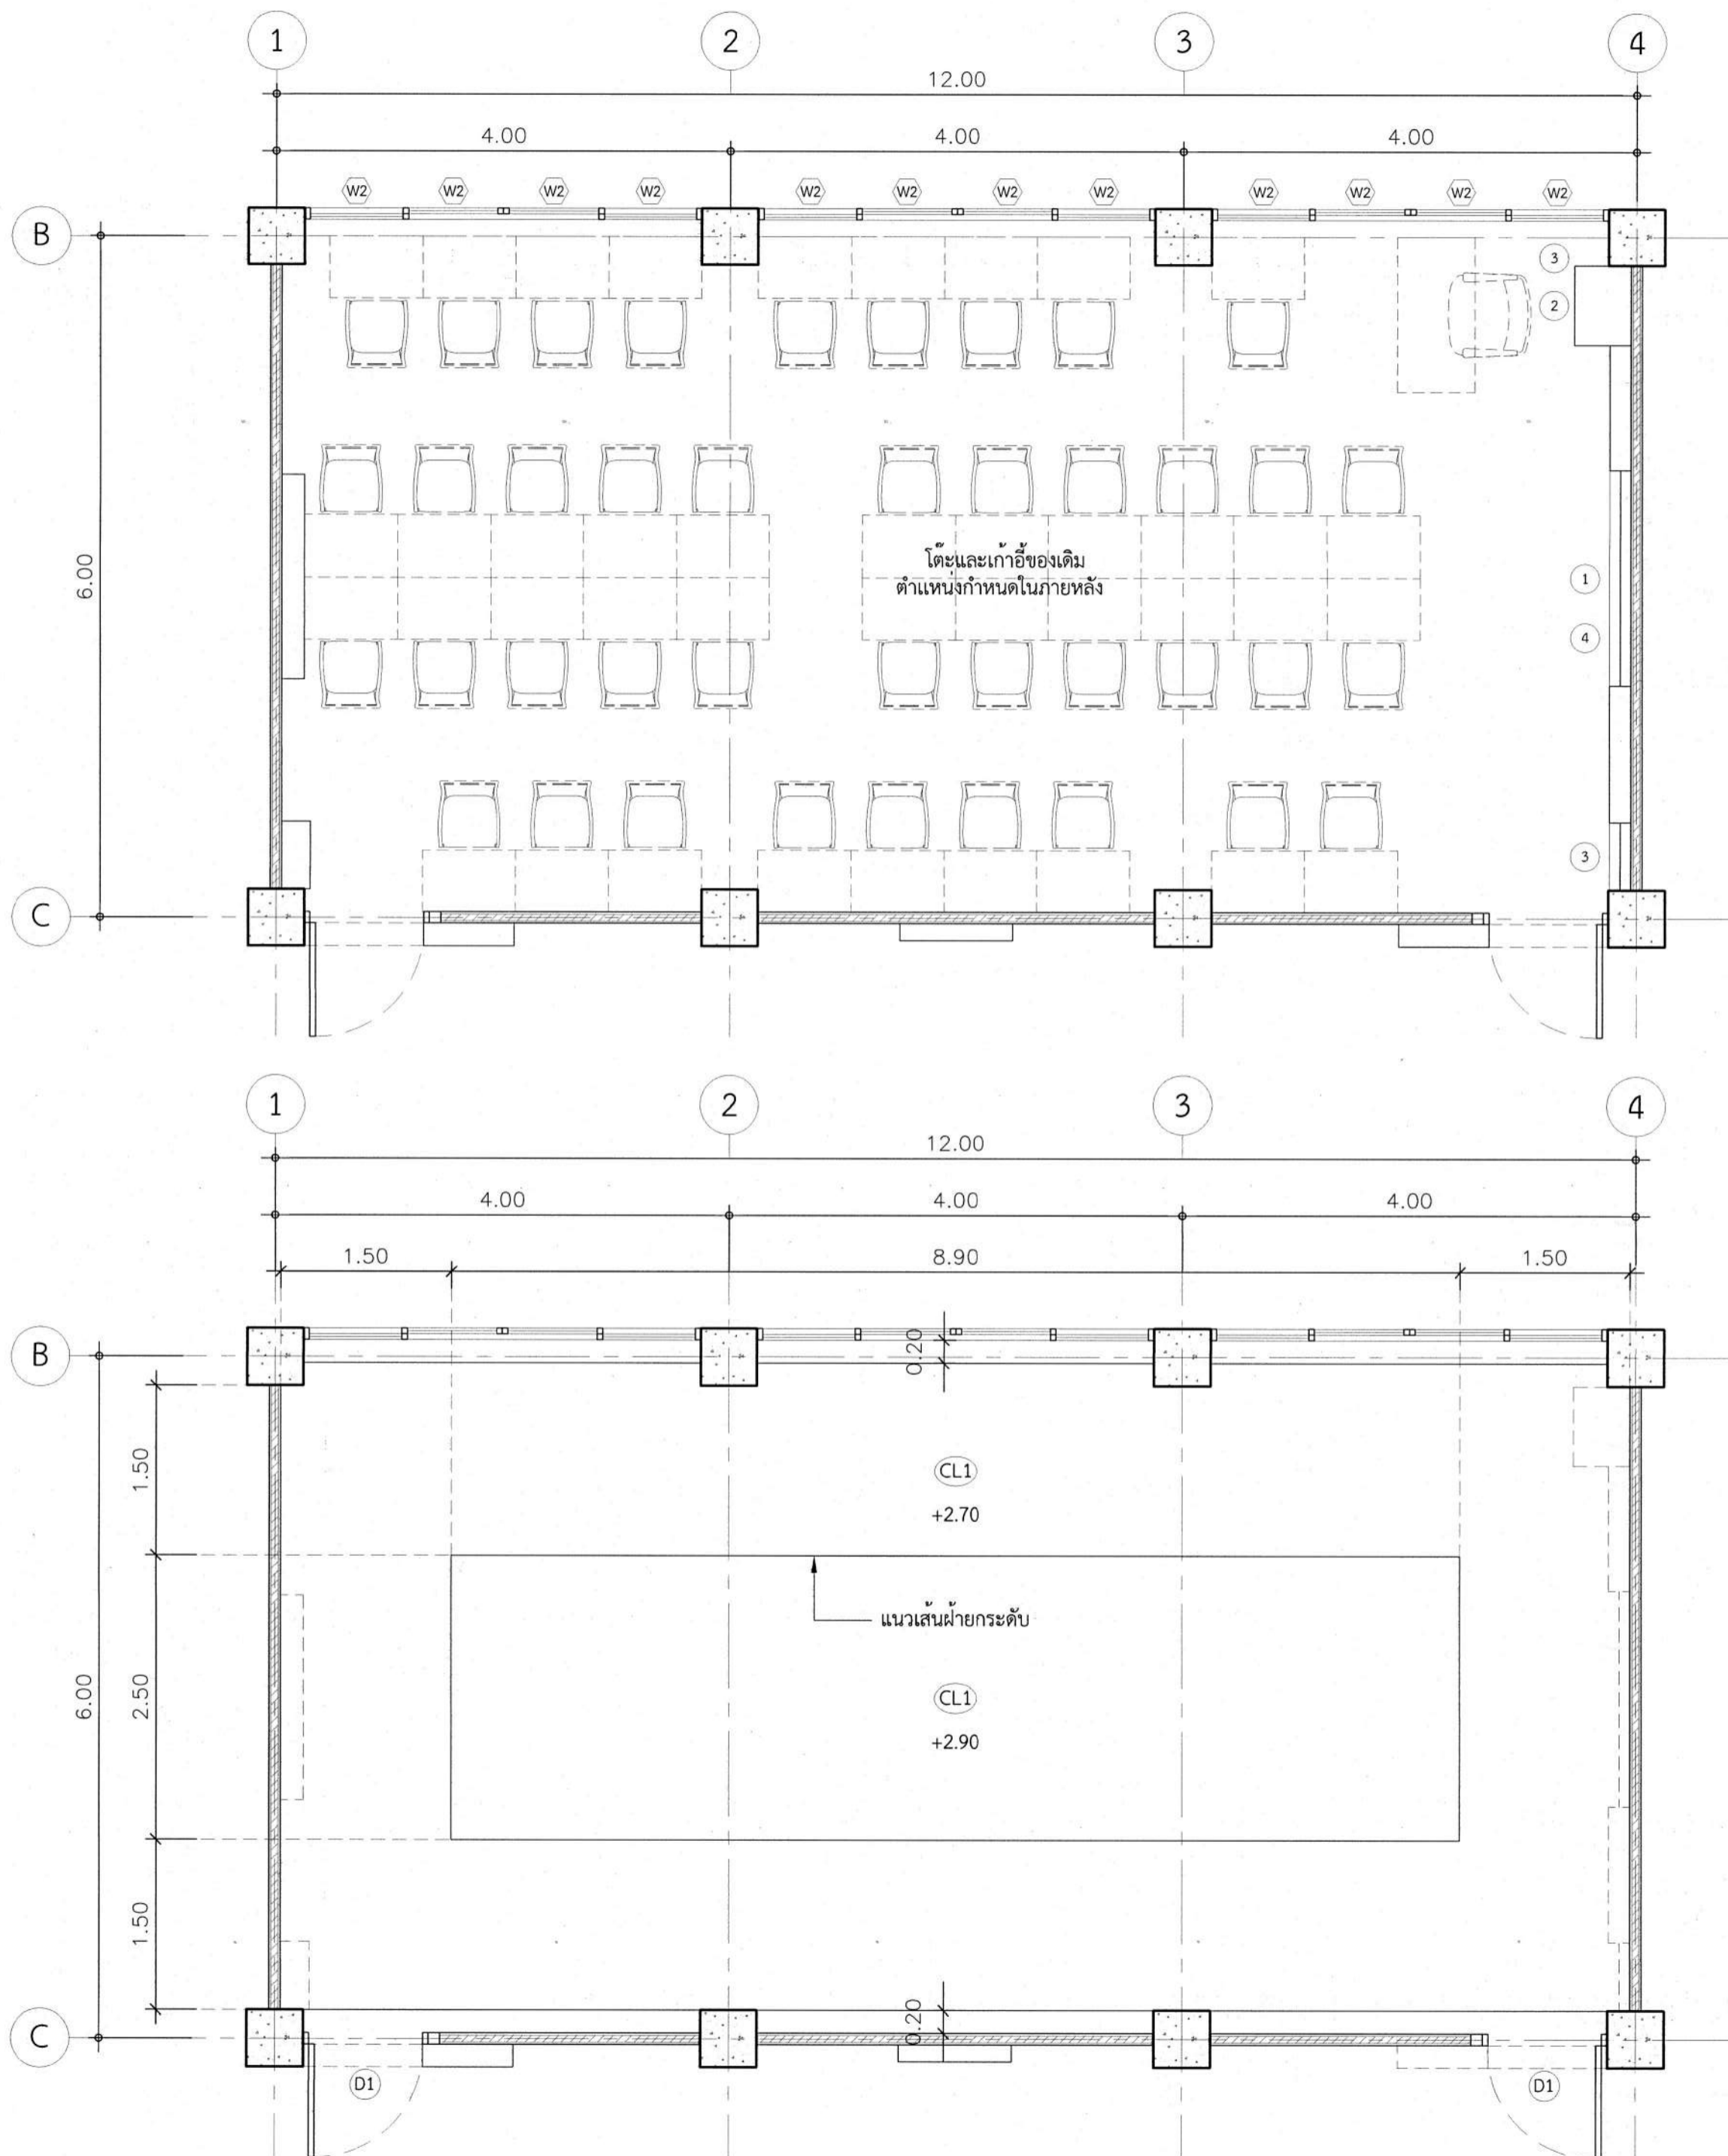 1 2 3 4
12.00
4.00 4.00 4.00
W2 W2 W2 W2 W2 W2 W2 W2 W2 W2 W2 W2
B
3
2
6.00
โต๊ะและเก้าอี้ของเดิม
ตำแหน่งกำหนดในภายหลัง
1
4
3
C
1 2 3 4
12.00
4.00 4.00 4.00
1.50 8.90 1.50
B
0.20
1.50
CL1
+2.70
แนวเส้นฝ้ายกระดับ
6.00
2.50
CL1
+2.90
1.50
0.20
C
D1 D1